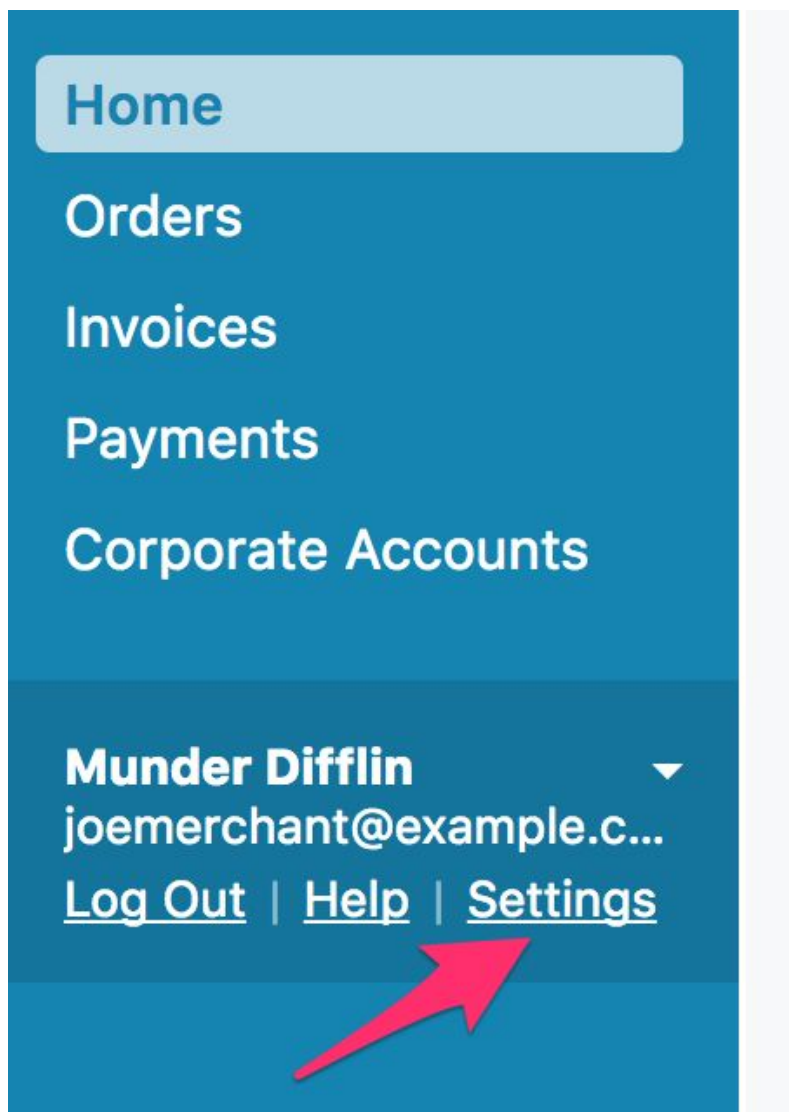 Home
Orders
Invoices
Payments
Corporate Accounts
Munder Difflin
joemerchant@example.c...
Log Out | Help | Settings